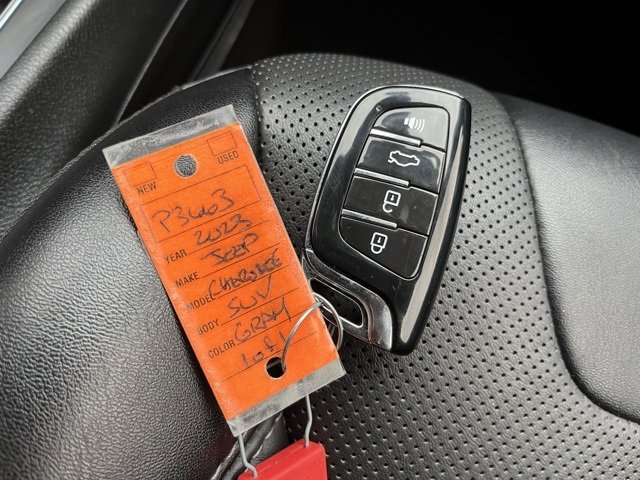 NEW USED
P3403
YEAR 2023
MAKE JEEP
MODEL CHEROKEE
BODY SUV
COLOR GRAY
1 of 1